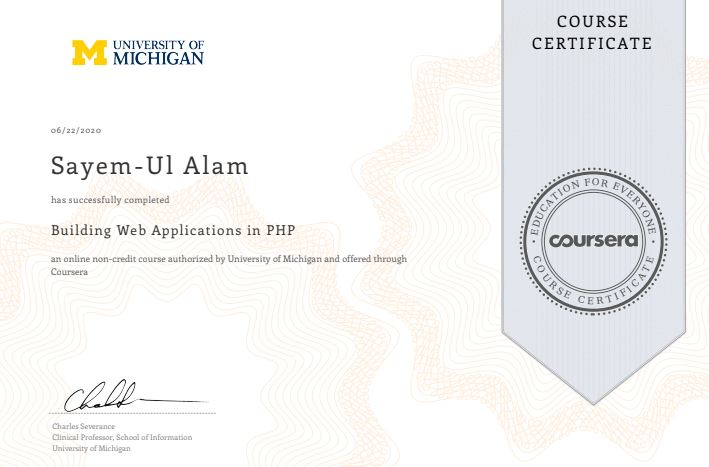 UNIVERSITY OF
MICHIGAN
COURSE
CERTIFICATE
06/22/2020
Sayem-Ul Alam
has successfully completed
Building Web Applications in PHP
an online non-credit course authorized by University of Michigan and offered through
Coursera
EDUCATION FOR EVERYONE
coursera
COURSE CERTIFICATE
Charles Severance
Clinical Professor, School of Information
University of Michigan